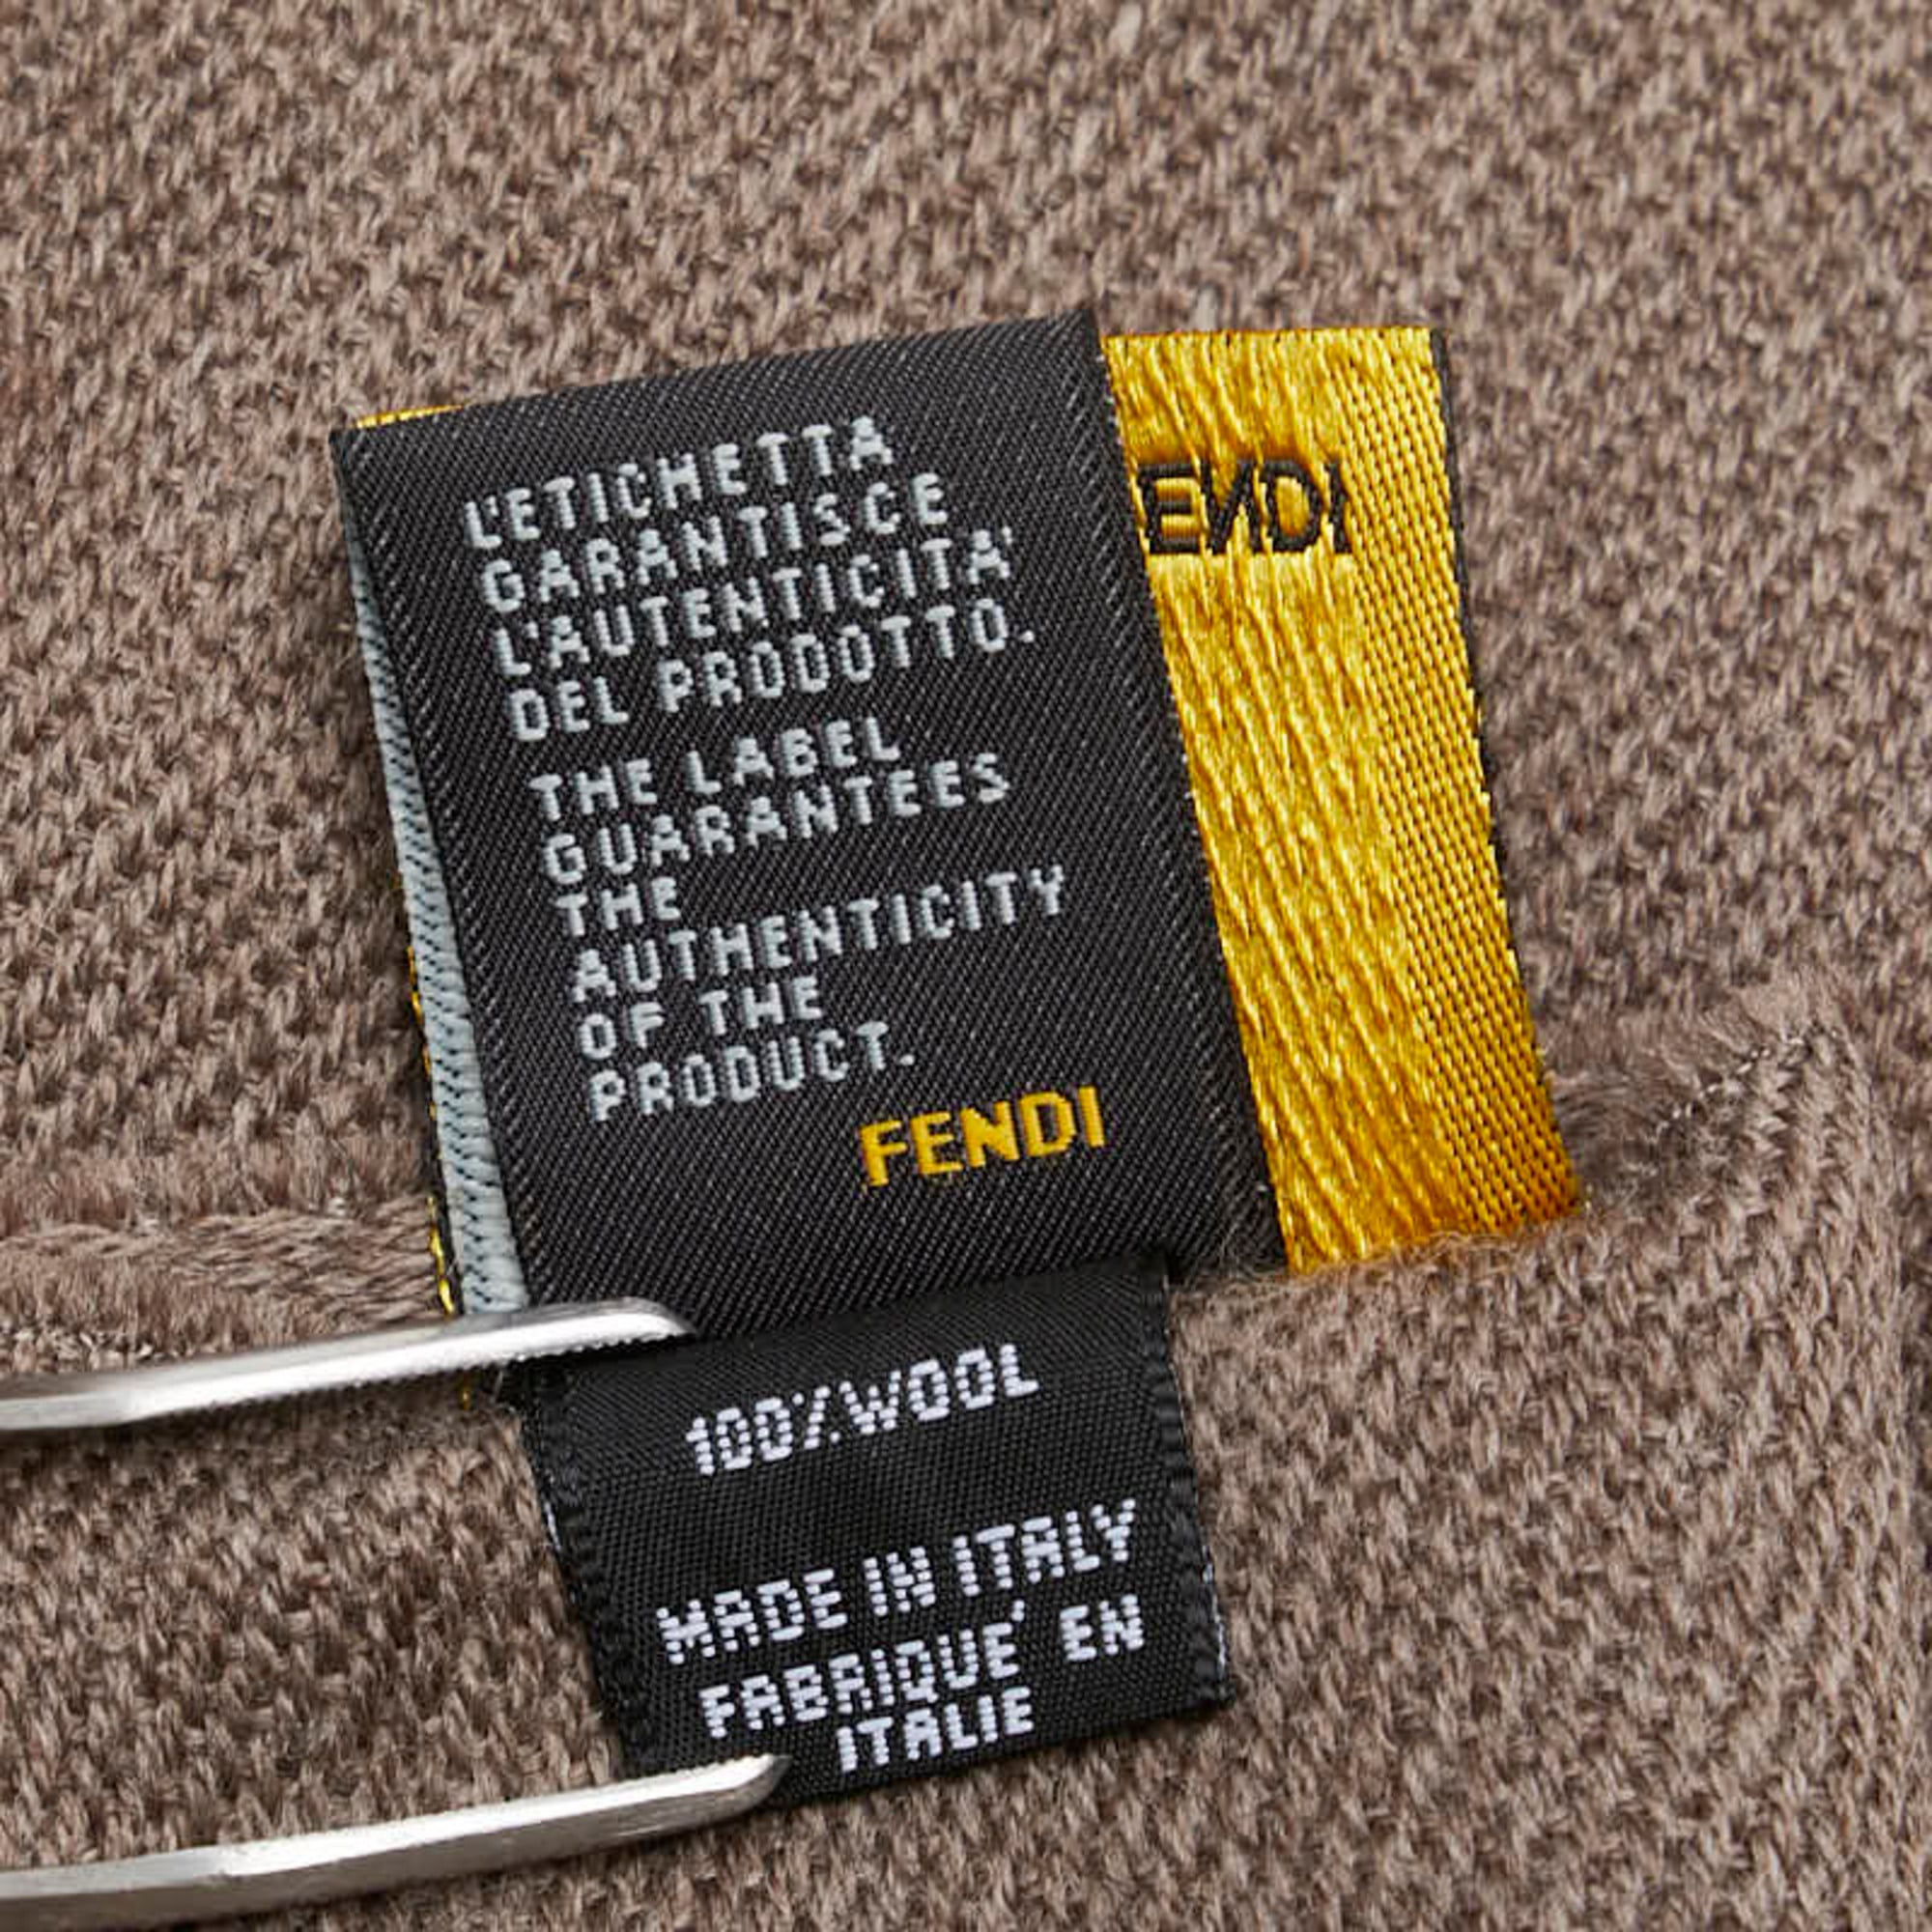 L'ETICHETTA
GARANTISCE
L'AUTENTICITA'
DEL PRODOTTO.
THE LABEL
GUARANTEES
THE
AUTHENTICITY
OF THE
PRODUCT.
FENDI
100%WOOL
MADE IN ITALY
FABRIQUE' EN
ITALIE